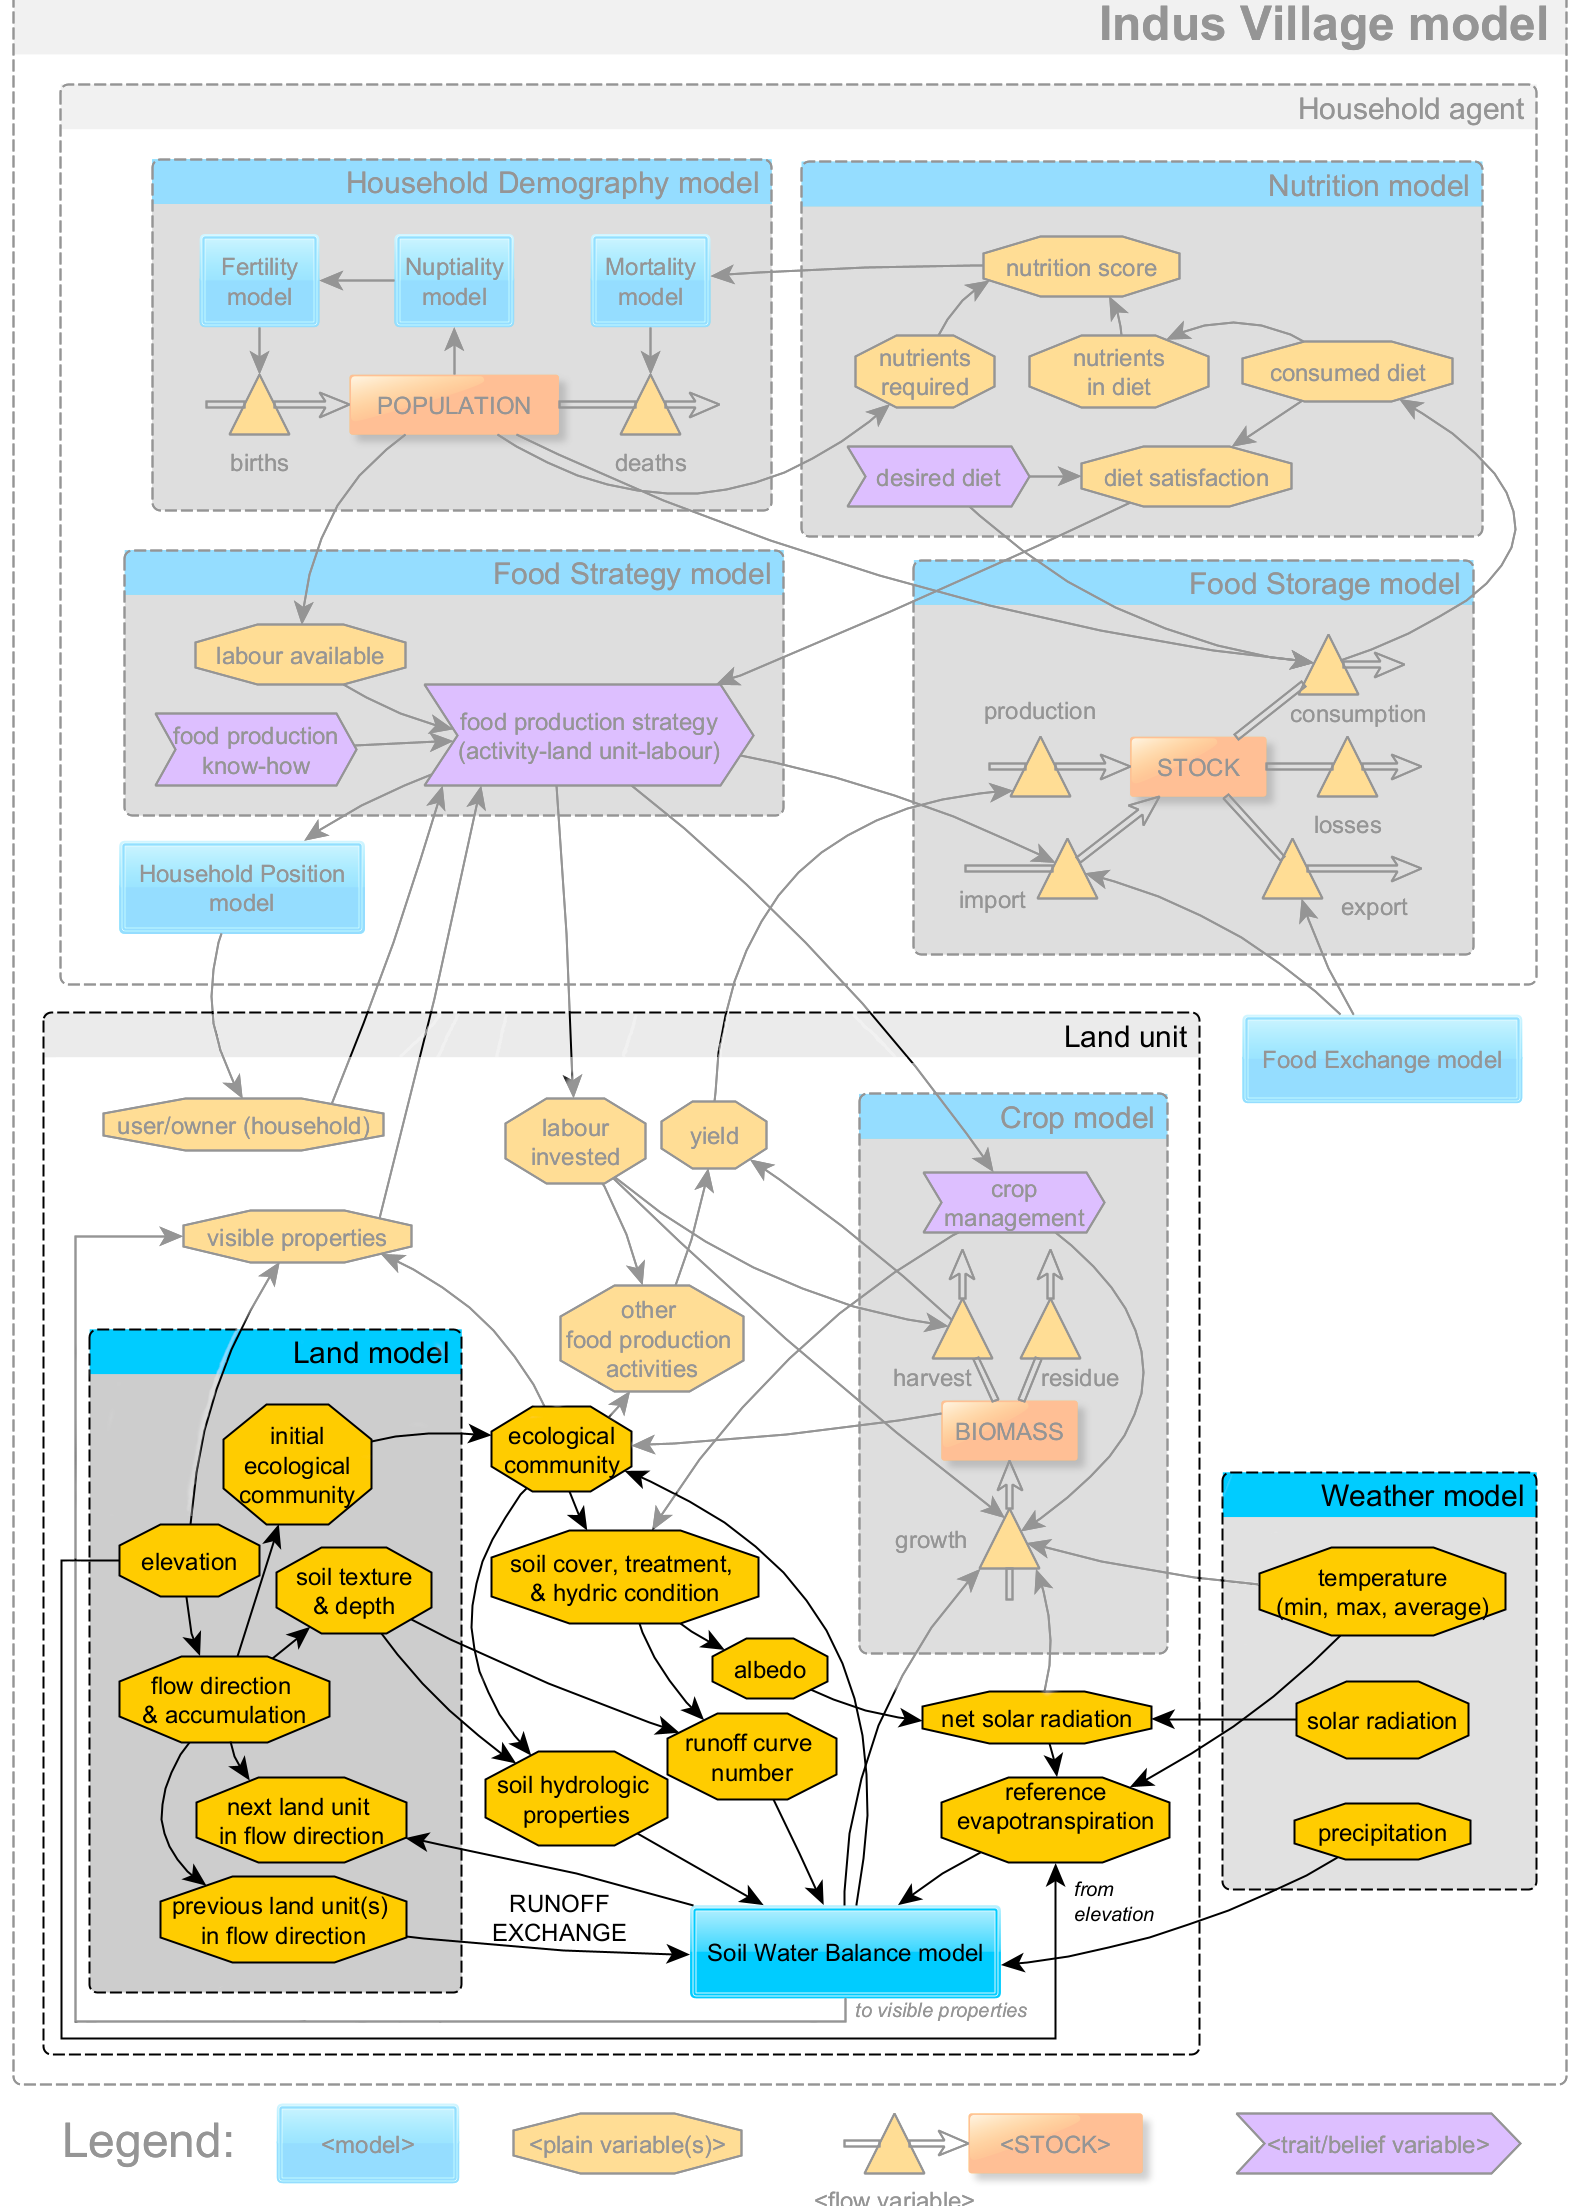 Indus Village model
Household agent
Household Demography model
Fertility
model
Nuptiality
model
Mortality
model
POPULATION
births
deaths
Nutrition model
nutrition score
nutrients
required
nutrients
in diet
consumed diet
desired diet
diet satisfaction
Food Strategy model
labour available
food production
know-how
food production strategy
(activity-land unit-labour)
Food Storage model
production
consumption
STOCK
losses
import
export
Household Position
model
Food Exchange model
Land unit
user/owner (household)
labour
invested
yield
visible properties
other
food production
activities
Crop model
crop
management
harvest
residue
BIOMASS
growth
Land model
initial
ecological
community
elevation
soil texture
& depth
flow direction
& accumulation
next land unit
in flow direction
previous land unit(s)
in flow direction
ecological
community
soil cover, treatment,
& hydric condition
albedo
runoff curve
number
soil hydrologic
properties
net solar radiation
reference
evapotranspiration
from
elevation
RUNOFF
EXCHANGE
Soil Water Balance model
to visible properties
Weather model
temperature
(min, max, average)
solar radiation
precipitation
Legend:
<model>
<plain variable(s)>
<STOCK>
<flow variable>
<trait/belief variable>